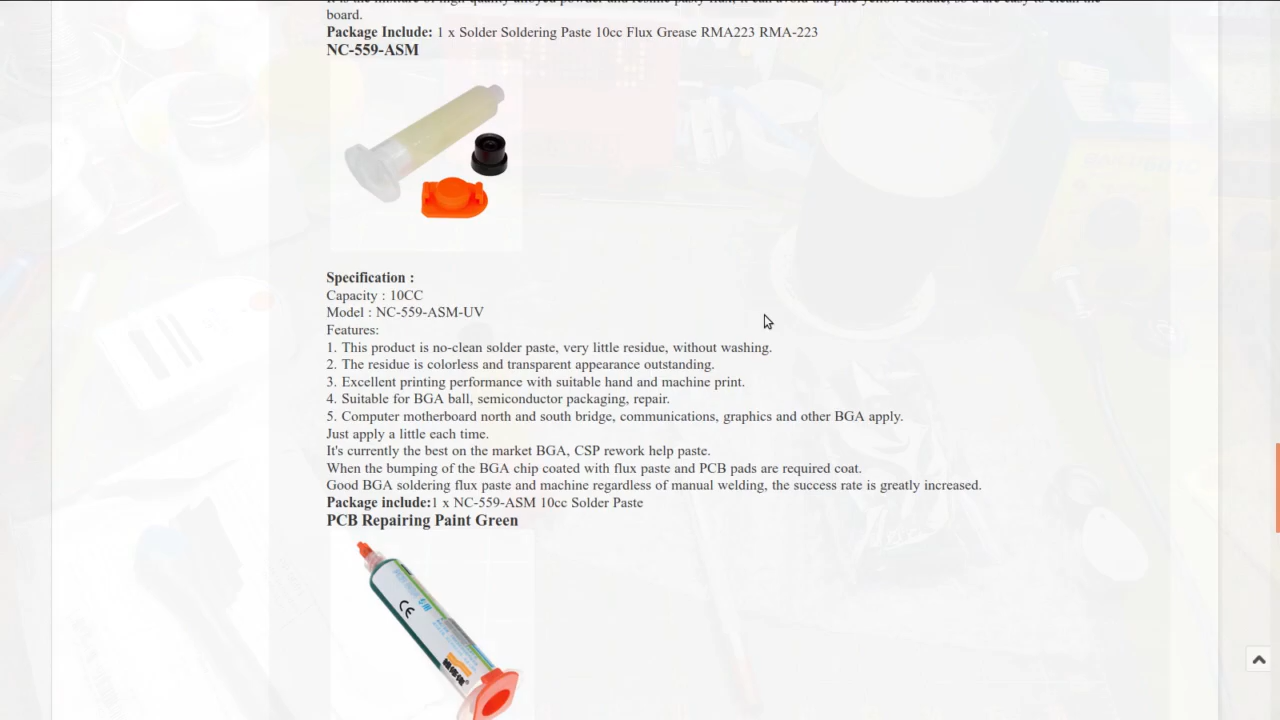 board.
Package Include: 1 x Solder Soldering Paste 10cc Flux Grease RMA223 RMA-223
NC-559-ASM
Specification :
Capacity : 10CC
Model : NC-559-ASM-UV
Features:
1. This product is no-clean solder paste, very little residue, without washing.
2. The residue is colorless and transparent appearance outstanding.
3. Excellent printing performance with suitable hand and machine print.
4. Suitable for BGA ball, semiconductor packaging, repair.
5. Computer motherboard north and south bridge, communications, graphics and other BGA apply.
Just apply a little each time.
It's currently the best on the market BGA, CSP rework help paste.
When the bumping of the BGA chip coated with flux paste and PCB pads are required coat.
Good BGA soldering flux paste and machine regardless of manual welding, the success rate is greatly increased.
Package include:1 x NC-559-ASM 10cc Solder Paste
PCB Repairing Paint Green
CE